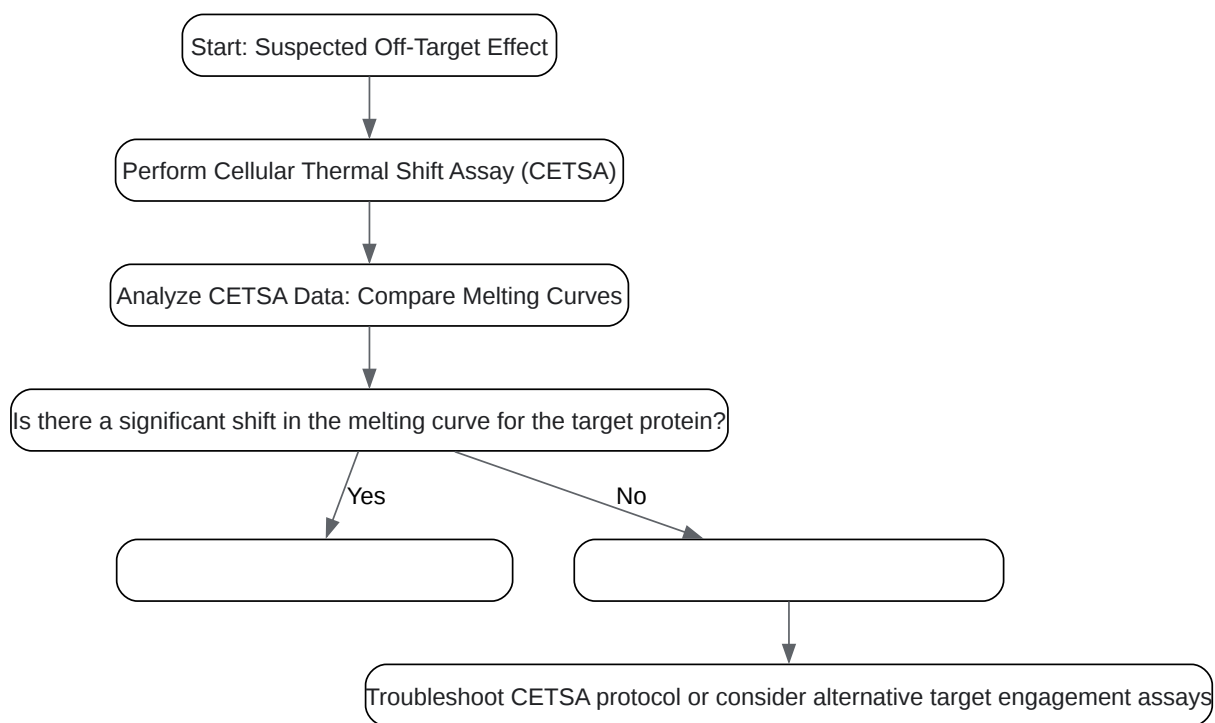 Start: Suspected Off-Target Effect
Perform Cellular Thermal Shift Assay (CETSA)
Analyze CETSA Data: Compare Melting Curves
Is there a significant shift in the melting curve for the target protein?
Yes
No
Troubleshoot CETSA protocol or consider alternative target engagement assays